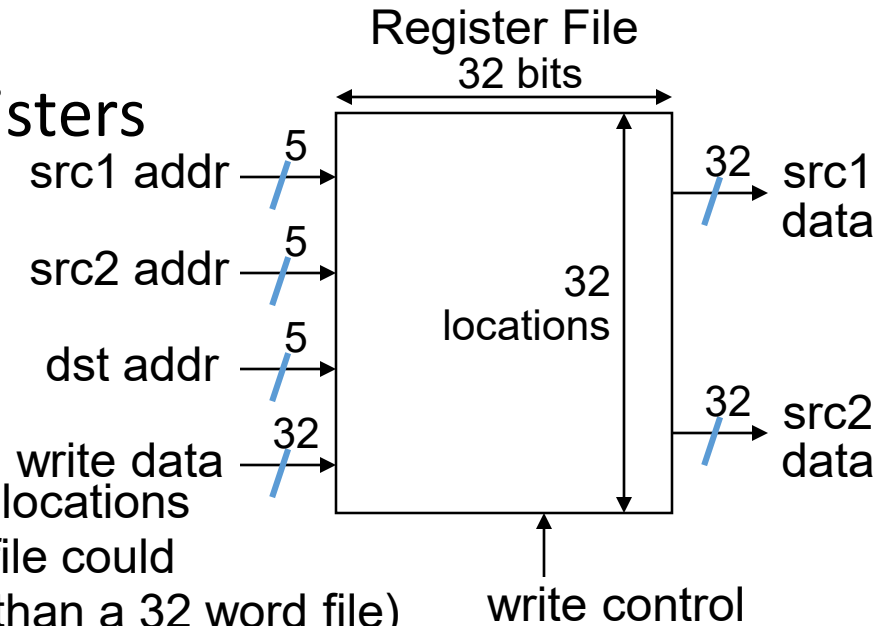 Register File
32 bits
isters
5
src1 addr
32
src1
data
5
src2 addr
32
locations
5
dst addr
32
src2
data
32
write data
locations
file could
than a 32 word file)
write control